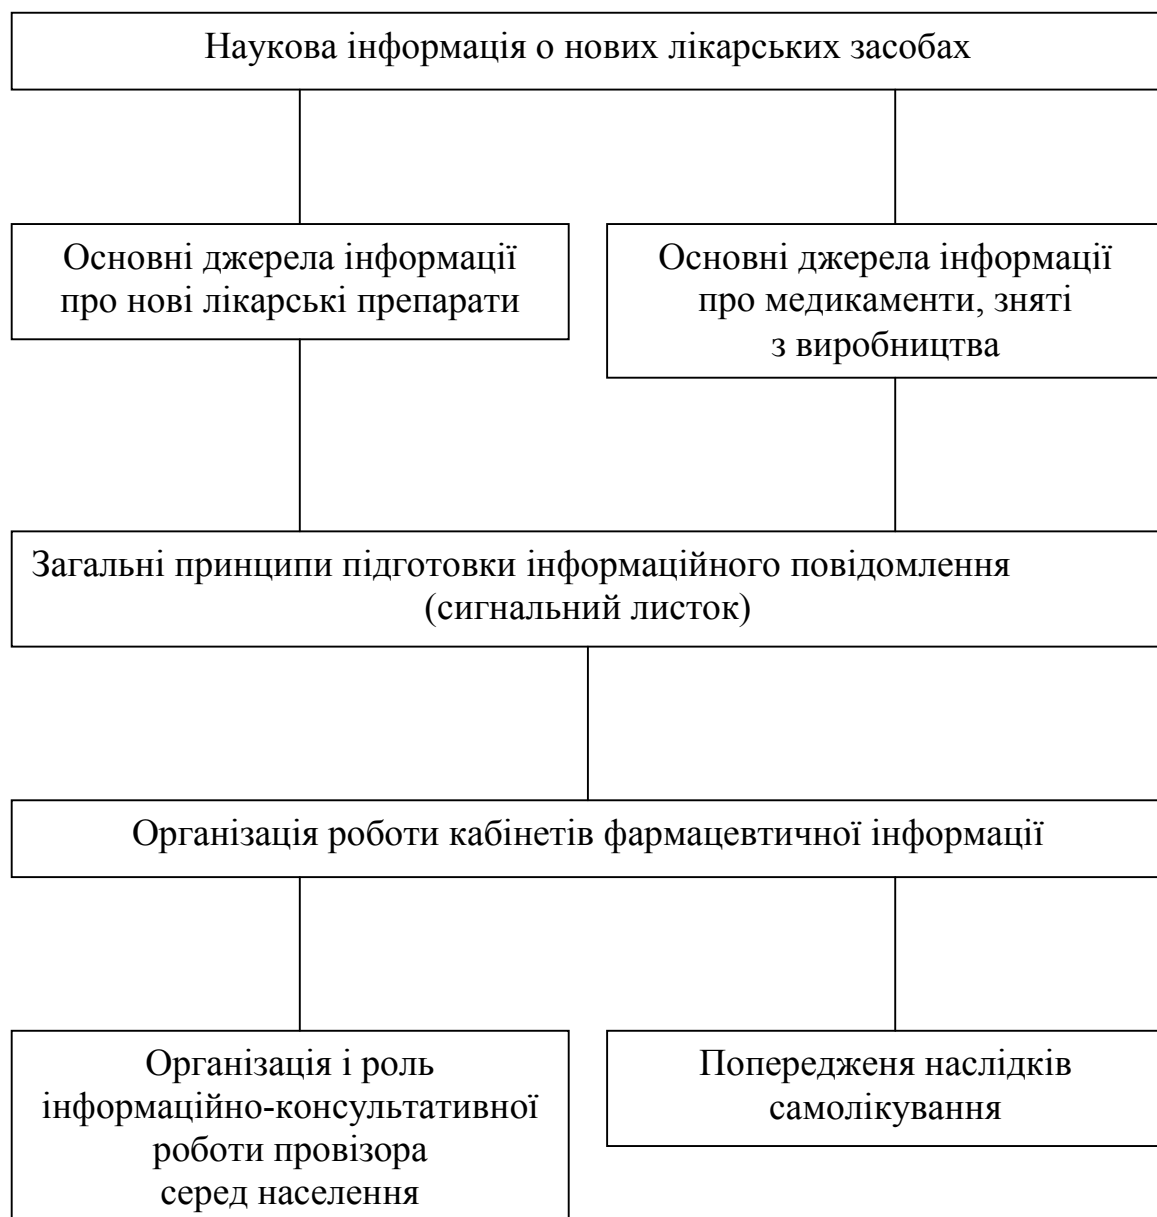 Наукова інформація о нових лікарських засобах
Основні джерела інформації
про нові лікарські препарати
Основні джерела інформації
про медикаменти, зняті
з виробництва
Загальні принципи підготовки інформаційного повідомлення
(сигнальний листок)
Організація роботи кабінетів фармацевтичної інформації
Організація і роль
інформаційно-консультативної
роботи провізора
серед населення
Попередженя наслідків
самолікування